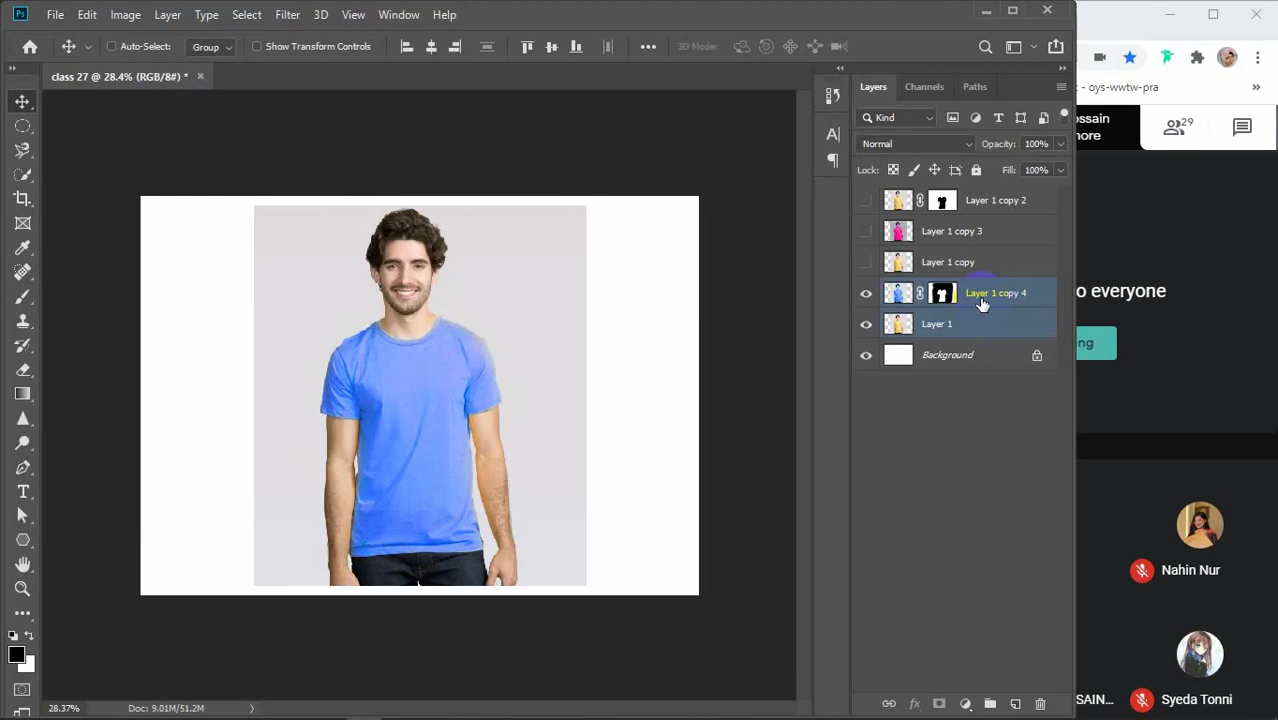 Ps File Edit Image Layer Type Select Filter 3D View Window Help
Auto-Select: Group Show Transform Controls 3D Mode:
class 27 @ 28.4% (RGB/8#) *
Layers Channels Paths
Kind
Normal Opacity: 100%
Lock: Fill: 100%
Layer 1 copy 2
Layer 1 copy 3
Layer 1 copy
Layer 1 copy 4
Layer 1
Background
28.37% Doc: 9.01M/51.2M
- oys-wwtw-pra
ossain
more
29
o everyone
ng
Nahin Nur
SAIN...
Syeda Tonni